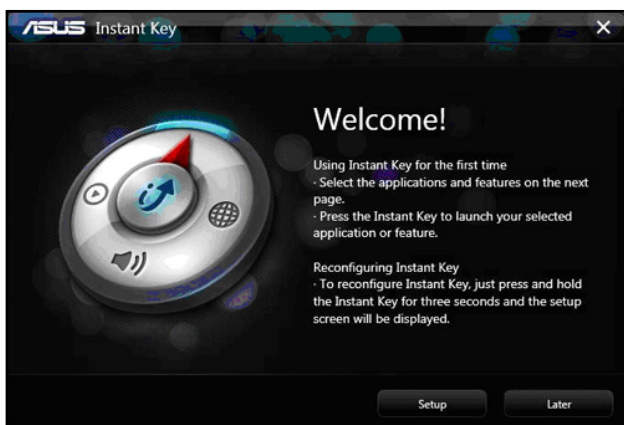 ASUS Instant Key
Welcome!
Using Instant Key for the first time
· Select the applications and features on the next
page.
· Press the Instant Key to launch your selected
application or feature.
Reconfiguring Instant Key
· To reconfigure Instant Key, just press and hold
the Instant Key for three seconds and the setup
screen will be displayed.
Setup Later